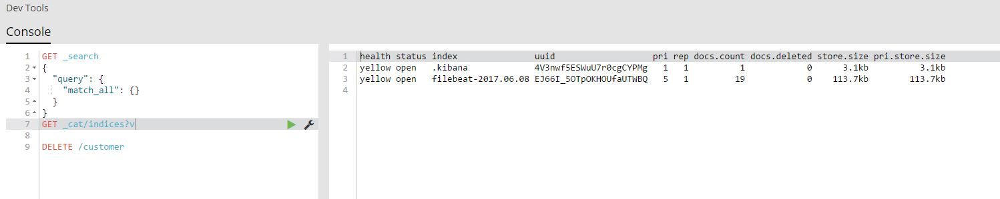 Dev Tools
Console
1 GET _search
2 {
3 "query": {
4 "match_all": {}
5 }
6 }
7 GET _cat/indices?v
8
9 DELETE /customer
1 health status index uuid pri rep docs.count docs.deleted store.size pri.store.size
2 yellow open .kibana 4V3nwf5ESWuU7r0cgCYPMg 1 1 1 0 3.1kb 3.1kb
3 yellow open filebeat-2017.06.08 EJ66I_5OTpOKHOUfaUTWBQ 5 1 19 0 113.7kb 113.7kb
4